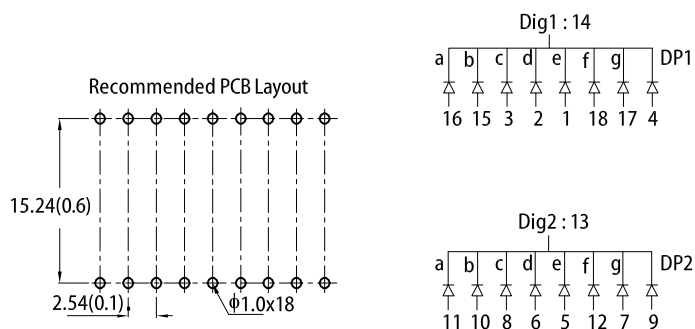 Recommended PCB Layout
15.24(0.6)
2.54(0.1)
ϕ1.0x18
Dig1 : 14
a b c d e f g DP1
16 15 3 2 1 18 17 4
Dig2 : 13
a b c d e f g DP2
11 10 8 6 5 12 7 9